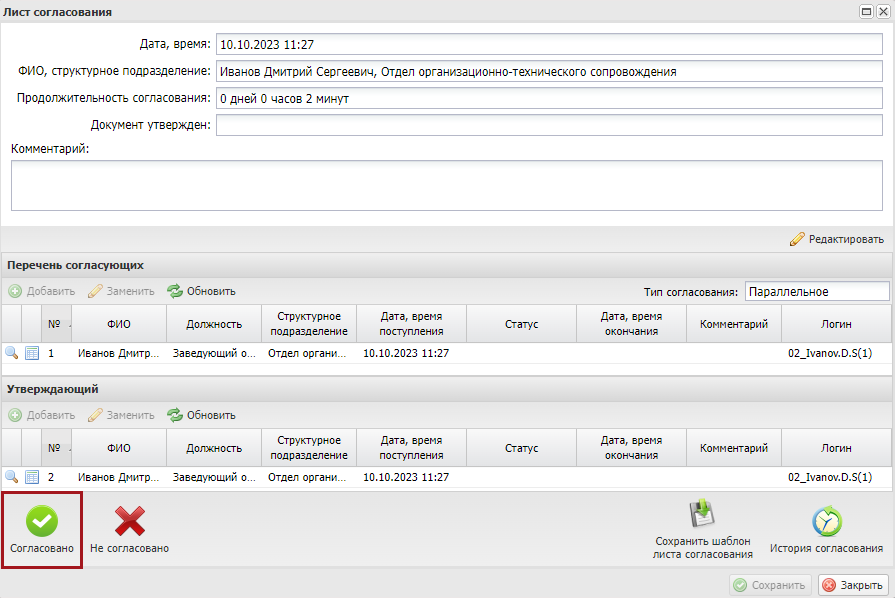 Лист согласования
Дата, время: 10.10.2023 11:27
ФИО, структурное подразделение: Иванов Дмитрий Сергеевич, Отдел организационно-технического сопровождения
Продолжительность согласования: 0 дней 0 часов 2 минут
Документ утвержден:
Комментарий:
Редактировать
Перечень согласующих
Добавить Заменить Обновить Тип согласования: Параллельное
№ ФИО Должность Структурное подразделение Дата, время поступления Статус Дата, время окончания Комментарий Логин
1 Иванов Дмитр... Заведующий о... Отдел органи... 10.10.2023 11:27 02_Ivanov.D.S(1)
Утверждающий
Добавить Заменить Обновить
№ ФИО Должность Структурное подразделение Дата, время поступления Статус Дата, время окончания Комментарий Логин
2 Иванов Дмитр... Заведующий о... Отдел органи... 10.10.2023 11:27 02_Ivanov.D.S(1)
Согласовано Не согласовано Сохранить шаблон листа согласования История согласования
Сохранить Закрыть